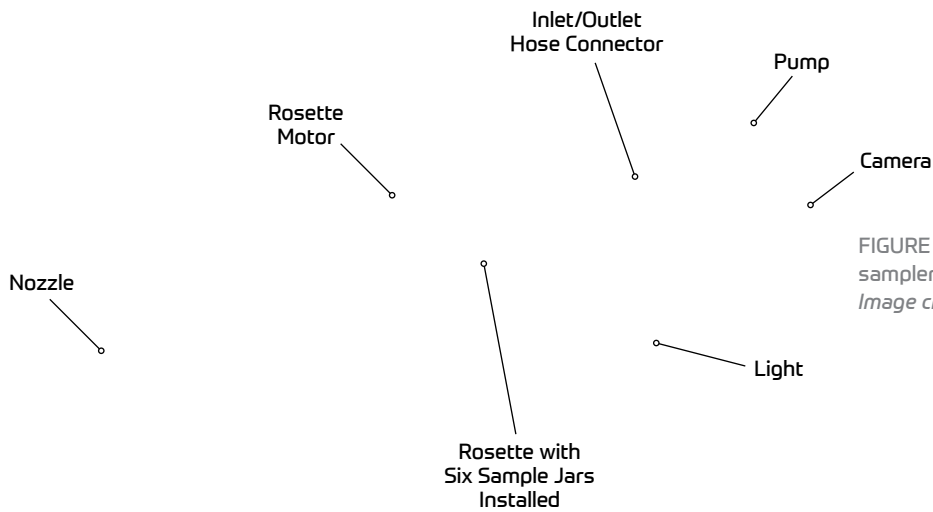 Inlet/Outlet
Hose Connector
Pump
Rosette
Motor
Camera
FIGURE
sampler
Image c
Nozzle
Light
Rosette with
Six Sample Jars
Installed